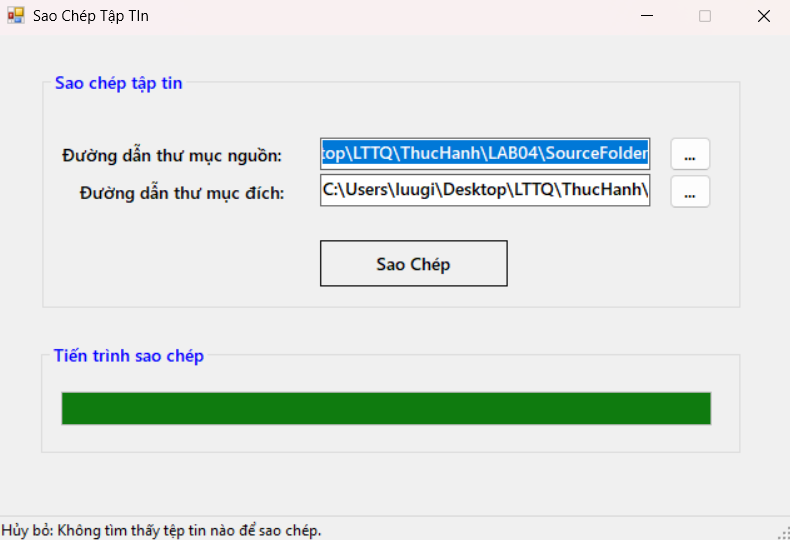 Sao Chép Tập TIn
Sao chép tập tin
Đường dẫn thư mục nguồn:
top\LTTQ\ThucHanh\LAB04\SourceFolder
...
Đường dẫn thư mục đích:
C:\Users\luugi\Desktop\LTTQ\ThucHanh\
...
Sao Chép
Tiến trình sao chép
Hủy bỏ: Không tìm thấy tệp tin nào để sao chép.